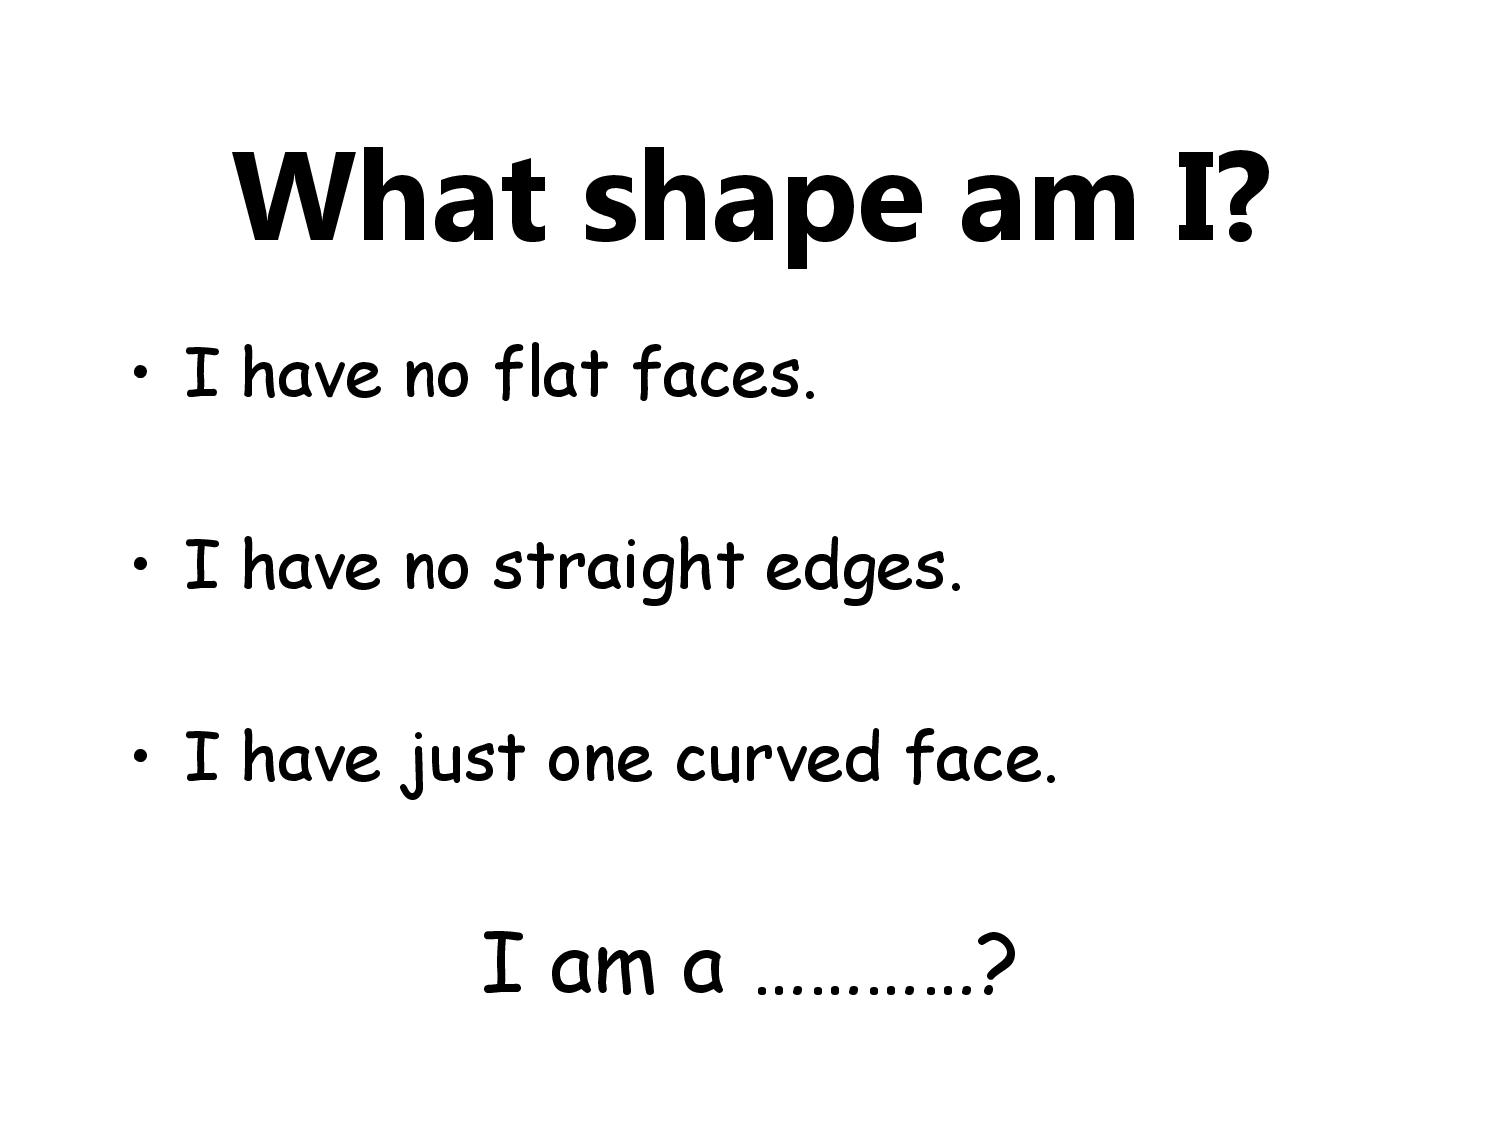 What shape am I?
• I have no flat faces.
• I have no straight edges.
• I have just one curved face.
I am a …………?